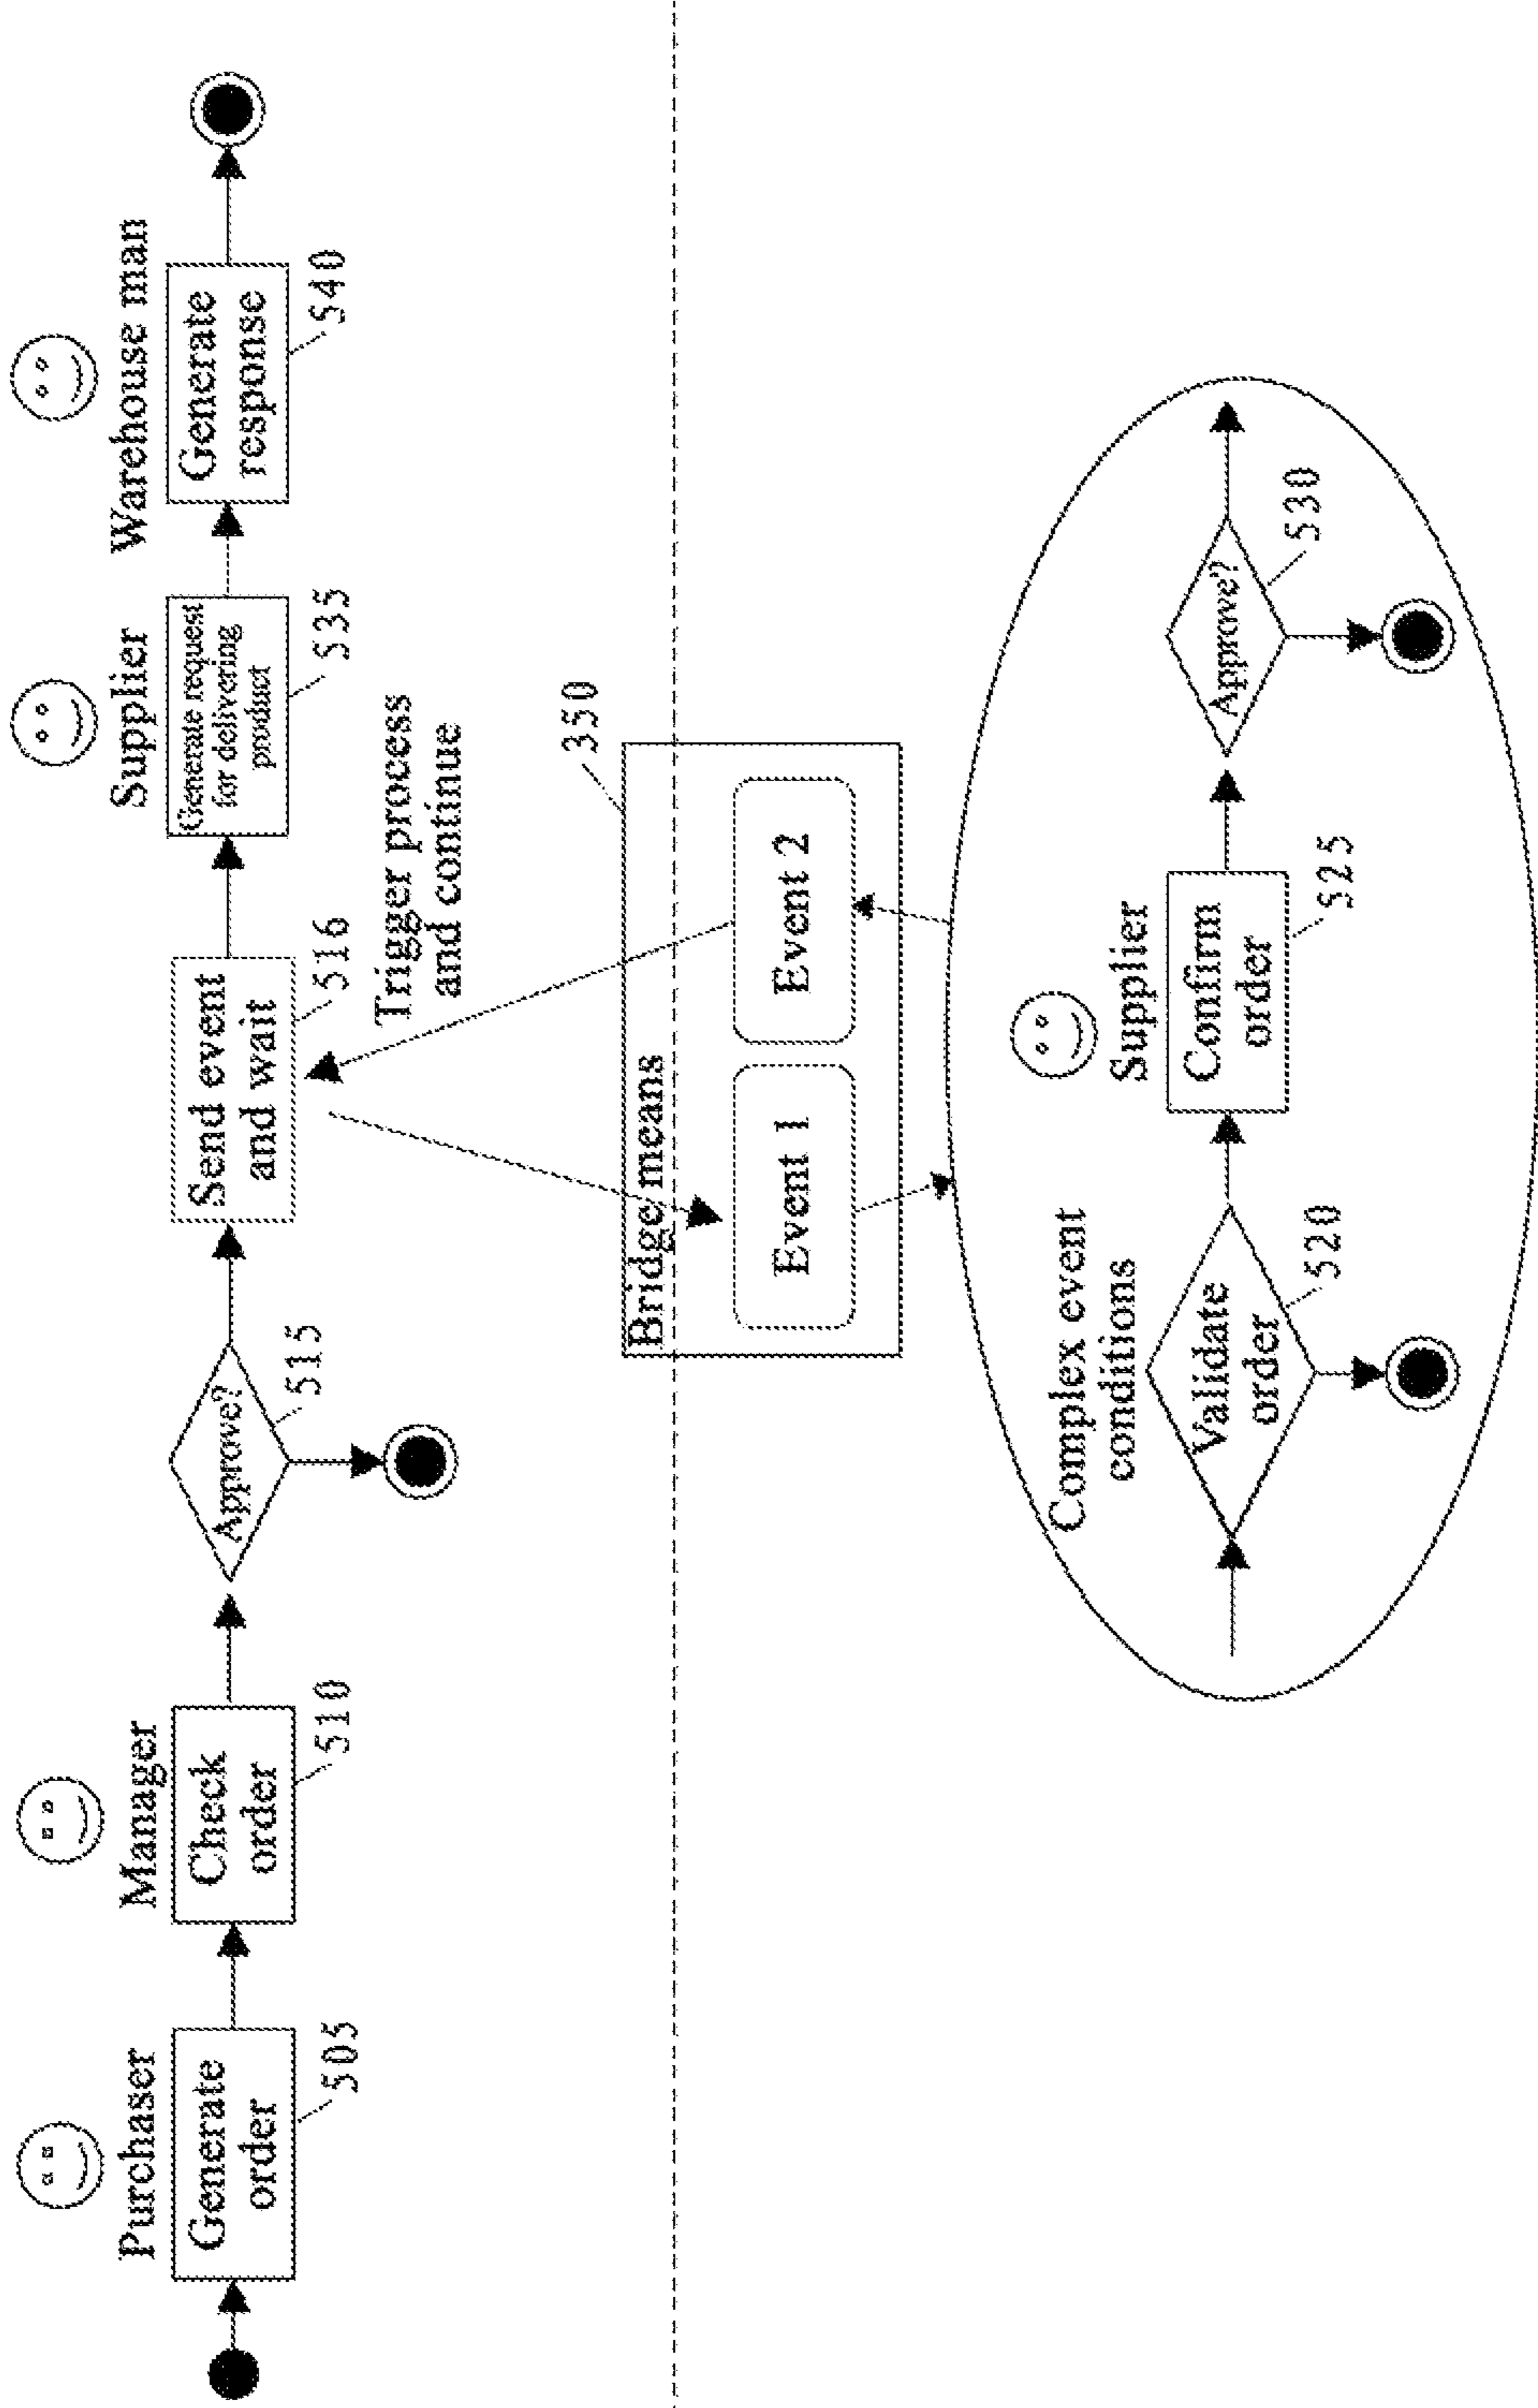 Purchaser
Generate
order
505
Manager
Check
order
510
Approve?
515
Send event
and wait
516
Supplier
Generate request
for delivering
product
535
Warehouse man
Generate
response
540
Trigger process
and continue
Bridge means
350
Event 1
Event 2
Complex event
conditions
Validate
order
520
Supplier
Confirm
order
525
Approve?
530